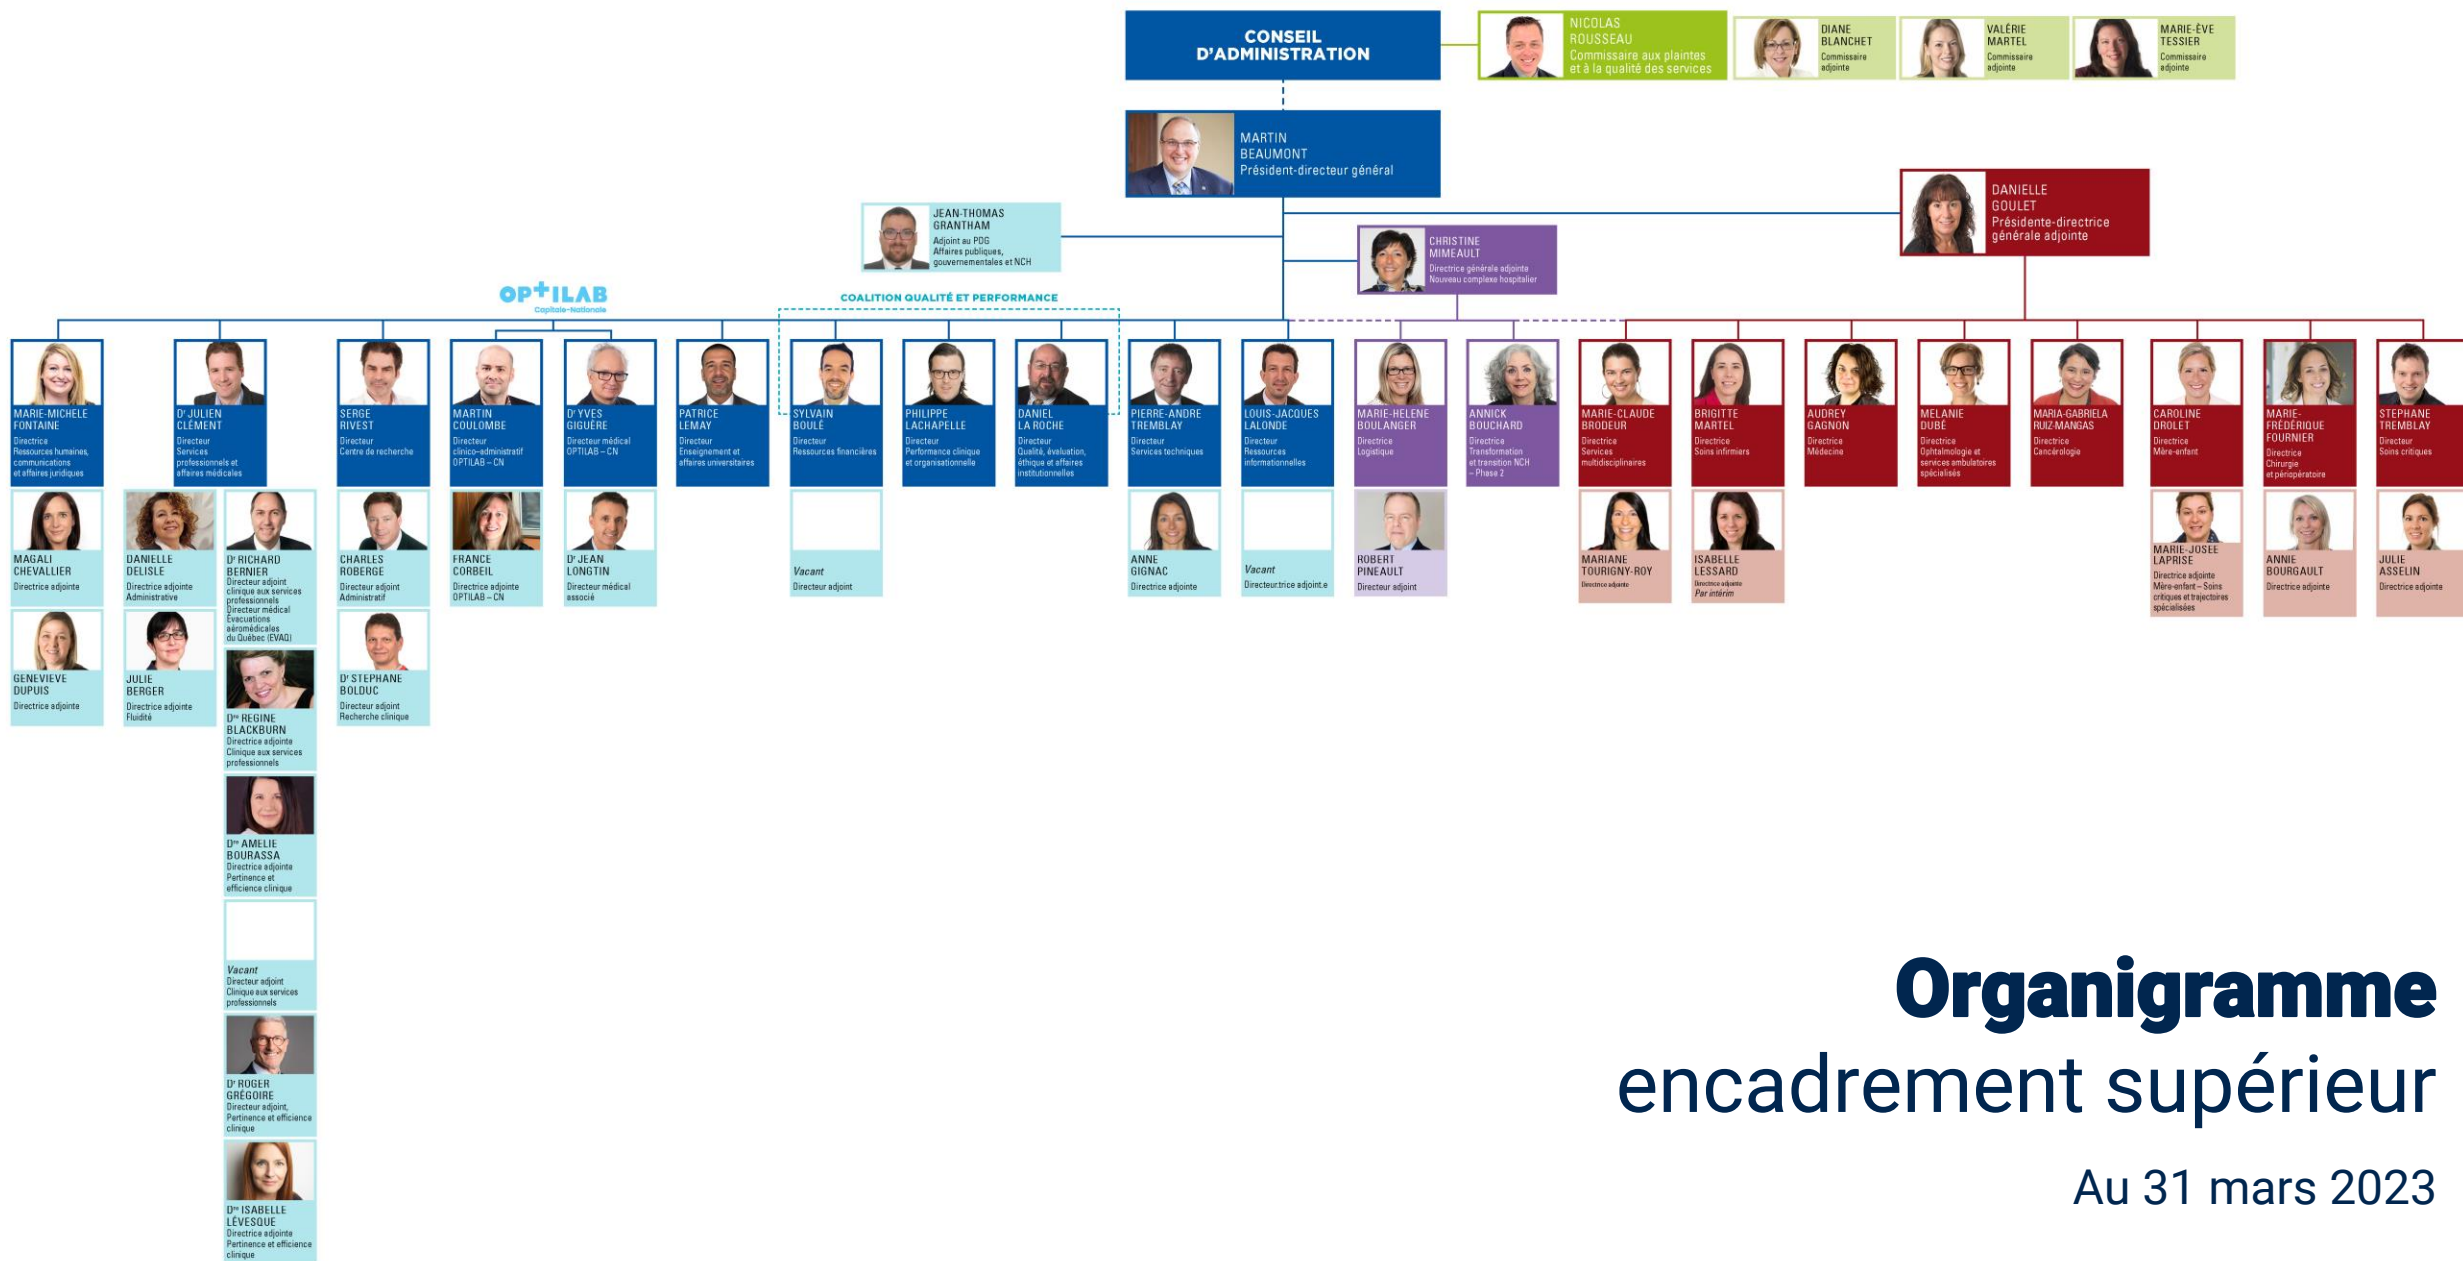 CONSEIL
D'ADMINISTRATION
NICOLAS
ROUSSEAU
Commissaire aux plaintes
et à la qualité des services
DIANE
BLANCHET
Commissaire
adjointe
VALÉRIE
MARTEL
Commissaire
adjointe
MARIE-ÈVE
TESSIER
Commissaire
adjointe
MARTIN
BEAUMONT
Président-directeur général
DANIELLE
GOULET
Présidente-directrice
générale adjointe
JEAN-THOMAS
GRANTHAM
Adjoint au PDG
Affaires publiques,
gouvernementales et NCH
CHRISTINE
MIMEAULT
Directrice générale adjointe
Nouveau complexe hospitalier
OPTILAB
Capitale-Nationale
COALITION QUALITÉ ET PERFORMANCE
MARIE-MICHELE
FONTAINE
Directrice
Ressources humaines,
communications
et affaires juridiques
Dr JULIEN
CLÉMENT
Directeur
Services
professionnels et
affaires médicales
SERGE
RIVEST
Directeur
Centre de recherche
MARTIN
COULOMBE
Directeur
clinico-administratif
OPTILAB – CN
Dr YVES
GIGUÈRE
Directeur médical
OPTILAB – CN
PATRICE
LEMAY
Directeur
Enseignement et
affaires universitaires
SYLVAIN
BOULÉ
Directeur
Ressources financières
PHILIPPE
LACHAPELLE
Directeur
Performance clinique
et organisationnelle
DANIEL
LA ROCHE
Directeur
Qualité, évaluation,
éthique et affaires
institutionnelles
PIERRE-ANDRE
TREMBLAY
Directeur
Services techniques
LOUIS-JACQUES
LALONDE
Directeur
Ressources
informationnelles
MARIE-HELENE
BOULANGER
Directrice
Logistique
ANNICK
BOUCHARD
Directrice
Transformation
et transition NCH
– Phase 2
MARIE-CLAUDE
BRODEUR
Directrice
Services
multidisciplinaires
BRIGITTE
MARTEL
Directrice
Soins infirmiers
AUDREY
GAGNON
Directrice
Médecine
MELANIE
DUBÉ
Directrice
Ophtalmologie et
services ambulatoires
spécialisés
MARIA-GABRIELA
RUIZ-MANGAS
Directrice
Cancérologie
CAROLINE
DROLET
Directrice
Mère-enfant
MARIE-
FRÉDÉRIQUE
FOURNIER
Directrice
Chirurgie
et périopératoire
STEPHANE
TREMBLAY
Directeur
Soins critiques
MAGALI
CHEVALLIER
Directrice adjointe
DANIELLE
DELISLE
Directrice adjointe
Administrative
Dr RICHARD
BERNIER
Directeur adjoint
clinique aux services
professionnels
Directeur médical
Évacuations
aéromédicales
du Québec (EVAQ)
CHARLES
ROBERGE
Directeur adjoint
Administratif
FRANCE
CORBEIL
Directrice adjointe
OPTILAB – CN
Dr JEAN
LONGTIN
Directeur médical
associé
Vacant
Directeur adjoint
ANNE
GIGNAC
Directrice adjointe
Vacant
Directeur.trice adjoint.e
ROBERT
PINEAULT
Directeur adjoint
MARIANE
TOURIGNY-ROY
Directrice adjointe
ISABELLE
LESSARD
Directrice adjointe
Par intérim
MARIE-JOSEE
LAPRISE
Directrice adjointe
Mère-enfant – Soins
critiques et trajectoires
spécialisées
ANNIE
BOURGAULT
Directrice adjointe
JULIE
ASSELIN
Directrice adjointe
GENEVIEVE
DUPUIS
Directrice adjointe
JULIE
BERGER
Directrice adjointe
Fluidité
Dre REGINE
BLACKBURN
Directrice adjointe
Clinique aux services
professionnels
Dr STEPHANE
BOLDUC
Directeur adjoint
Recherche clinique
Dre AMELIE
BOURASSA
Directrice adjointe
Pertinence et
efficience clinique
Vacant
Directeur adjoint
Clinique aux services
professionnels
Dr ROGER
GRÉGOIRE
Directeur adjoint,
Pertinence et efficience
clinique
Dre ISABELLE
LÉVESQUE
Directrice adjointe
Pertinence et efficience
clinique
Organigramme
encadrement supérieur
Au 31 mars 2023